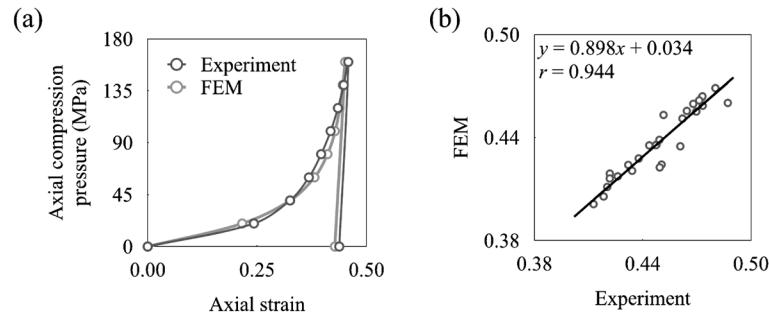 (a)
180
135
90
45
0
Axial compression
pressure (MPa)
Experiment
FEM
0.00
0.25
0.50
Axial strain
(b)
0.50
0.44
0.38
FEM
y = 0.898x + 0.034
r = 0.944
0.38
0.44
0.50
Experiment